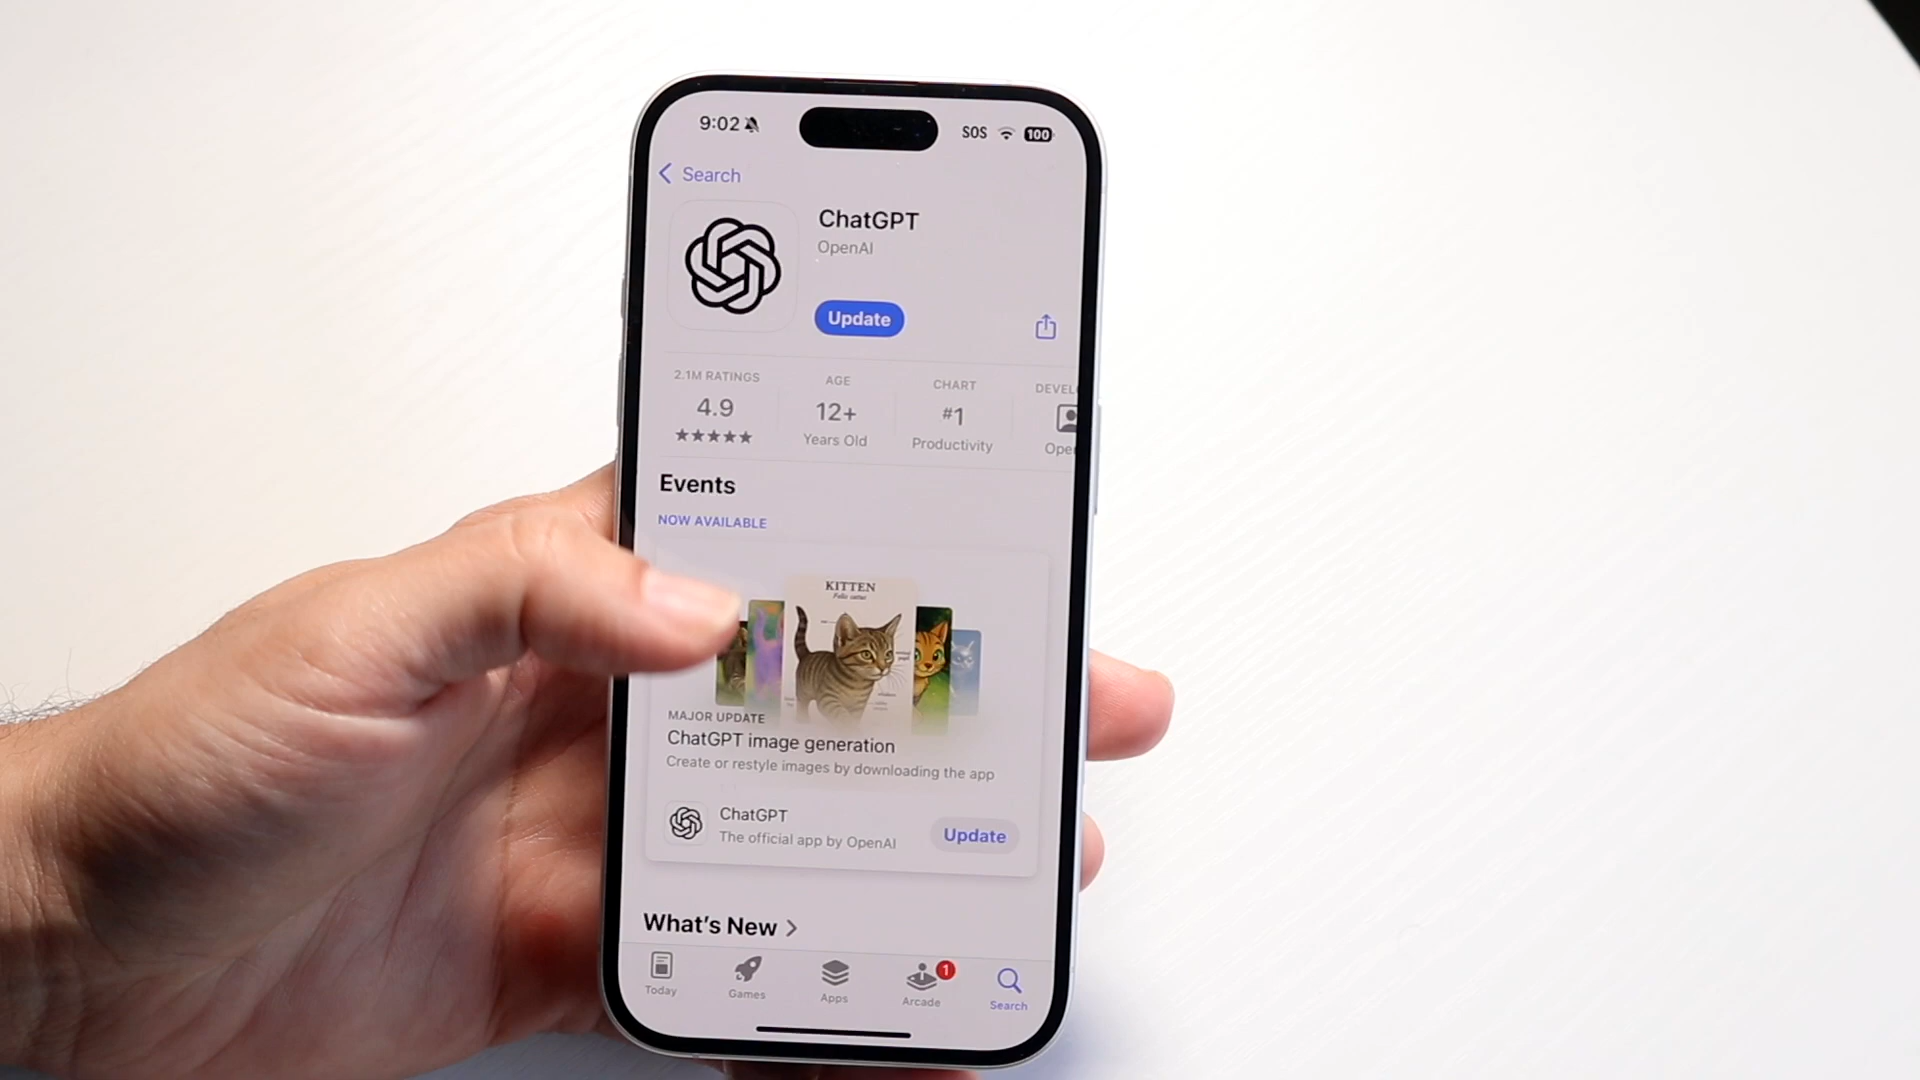 9:02
SOS
100
Search
ChatGPT
OpenAI
Update
2.1M RATINGS
4.9
AGE
12+
Years Old
CHART
#1
Productivity
DEVEL
Ope
Events
NOW AVAILABLE
KITTEN
Felis catus
MAJOR UPDATE
ChatGPT image generation
Create or restyle images by downloading the app
ChatGPT
The official app by OpenAI
Update
What's New
Today
Games
Apps
Arcade
1
Search